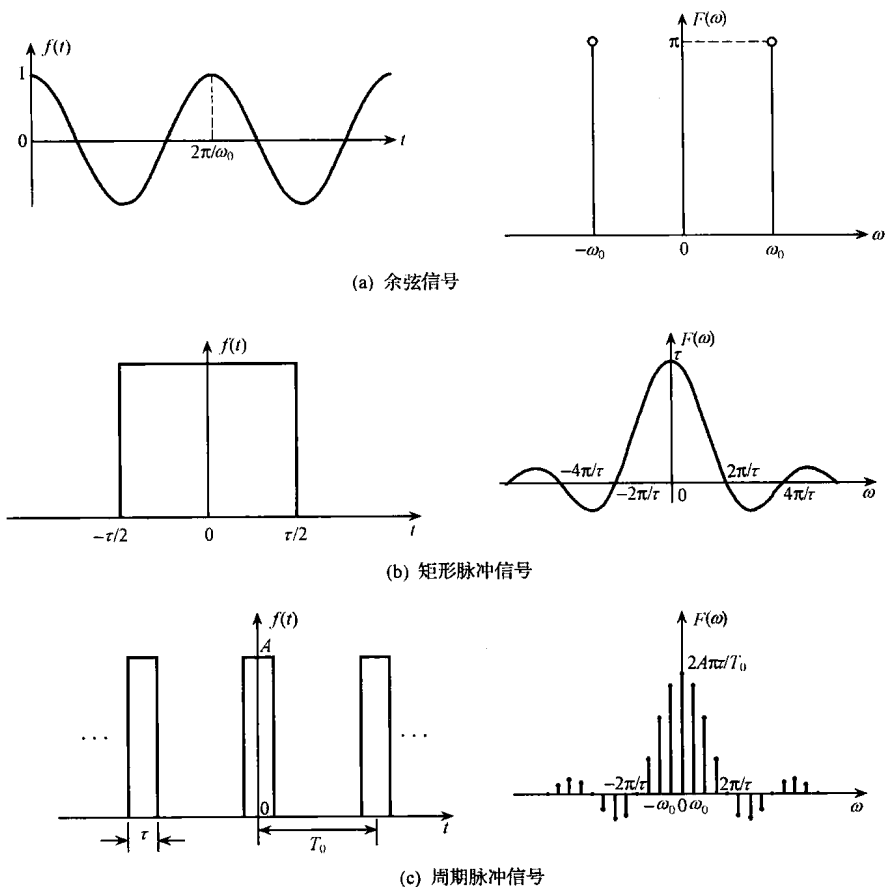 f(t)
1
0
2π/ω₀
t
F(ω)
π
−ω₀
0
ω₀
ω
(a) 余弦信号
f(t)
−τ/2
0
τ/2
t
F(ω)
τ
−4π/τ
−2π/τ
0
2π/τ
4π/τ
ω
(b) 矩形脉冲信号
f(t)
A
...
...
0
τ
T₀
t
F(ω)
2Aπτ/T₀
−2π/τ
2π/τ
−ω₀ 0 ω₀
ω
(c) 周期脉冲信号